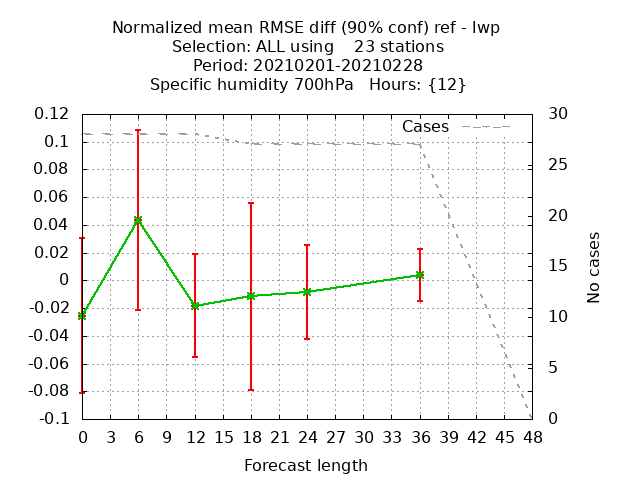 Normalized mean RMSE diff (90% conf) ref - lwp
Selection: ALL using    23 stations
Period: 20210201-20210228
Specific humidity 700hPa   Hours: {12}
Cases
0.12
0.1
0.08
0.06
0.04
0.02
0
-0.02
-0.04
-0.06
-0.08
-0.1
30
25
20
15
10
5
0
No cases
0 3 6 9 12 15 18 21 24 27 30 33 36 39 42 45 48
Forecast length